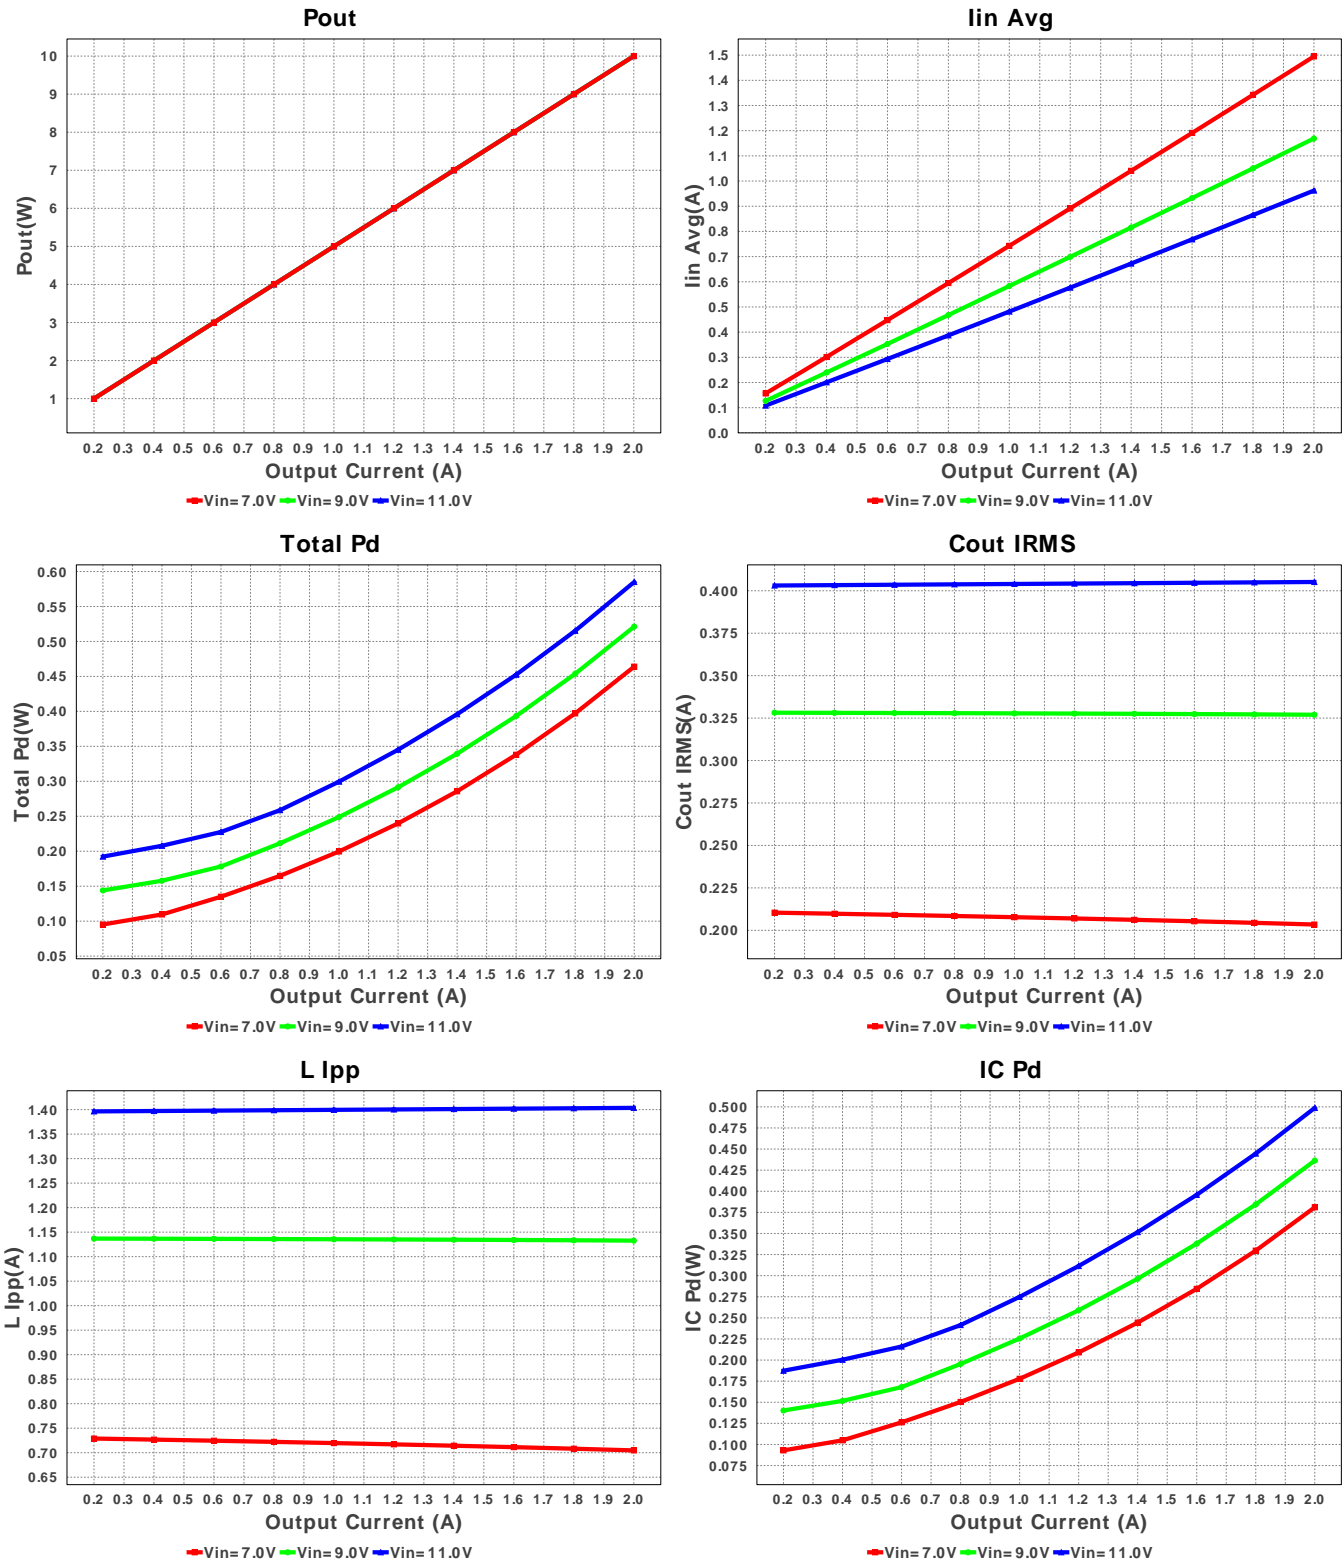 Pout
Pout(W)
10
9
8
7
6
5
4
3
2
1
0.2 0.3 0.4 0.5 0.6 0.7 0.8 0.9 1.0 1.1 1.2 1.3 1.4 1.5 1.6 1.7 1.8 1.9 2.0
Output Current (A)
Vin=7.0V Vin=9.0V Vin=11.0V
Iin Avg
Iin Avg(A)
1.5
1.4
1.3
1.2
1.1
1.0
0.9
0.8
0.7
0.6
0.5
0.4
0.3
0.2
0.1
0.0
0.2 0.3 0.4 0.5 0.6 0.7 0.8 0.9 1.0 1.1 1.2 1.3 1.4 1.5 1.6 1.7 1.8 1.9 2.0
Output Current (A)
Vin=7.0V Vin=9.0V Vin=11.0V
Total Pd
Total Pd(W)
0.60
0.55
0.50
0.45
0.40
0.35
0.30
0.25
0.20
0.15
0.10
0.05
0.2 0.3 0.4 0.5 0.6 0.7 0.8 0.9 1.0 1.1 1.2 1.3 1.4 1.5 1.6 1.7 1.8 1.9 2.0
Output Current (A)
Vin=7.0V Vin=9.0V Vin=11.0V
Cout IRMS
Cout IRMS(A)
0.400
0.375
0.350
0.325
0.300
0.275
0.250
0.225
0.200
0.2 0.3 0.4 0.5 0.6 0.7 0.8 0.9 1.0 1.1 1.2 1.3 1.4 1.5 1.6 1.7 1.8 1.9 2.0
Output Current (A)
Vin=7.0V Vin=9.0V Vin=11.0V
L Ipp
L Ipp(A)
1.40
1.35
1.30
1.25
1.20
1.15
1.10
1.05
1.00
0.95
0.90
0.85
0.80
0.75
0.70
0.65
0.2 0.3 0.4 0.5 0.6 0.7 0.8 0.9 1.0 1.1 1.2 1.3 1.4 1.5 1.6 1.7 1.8 1.9 2.0
Output Current (A)
Vin=7.0V Vin=9.0V Vin=11.0V
IC Pd
IC Pd(W)
0.500
0.475
0.450
0.425
0.400
0.375
0.350
0.325
0.300
0.275
0.250
0.225
0.200
0.175
0.150
0.125
0.100
0.075
0.2 0.3 0.4 0.5 0.6 0.7 0.8 0.9 1.0 1.1 1.2 1.3 1.4 1.5 1.6 1.7 1.8 1.9 2.0
Output Current (A)
Vin=7.0V Vin=9.0V Vin=11.0V